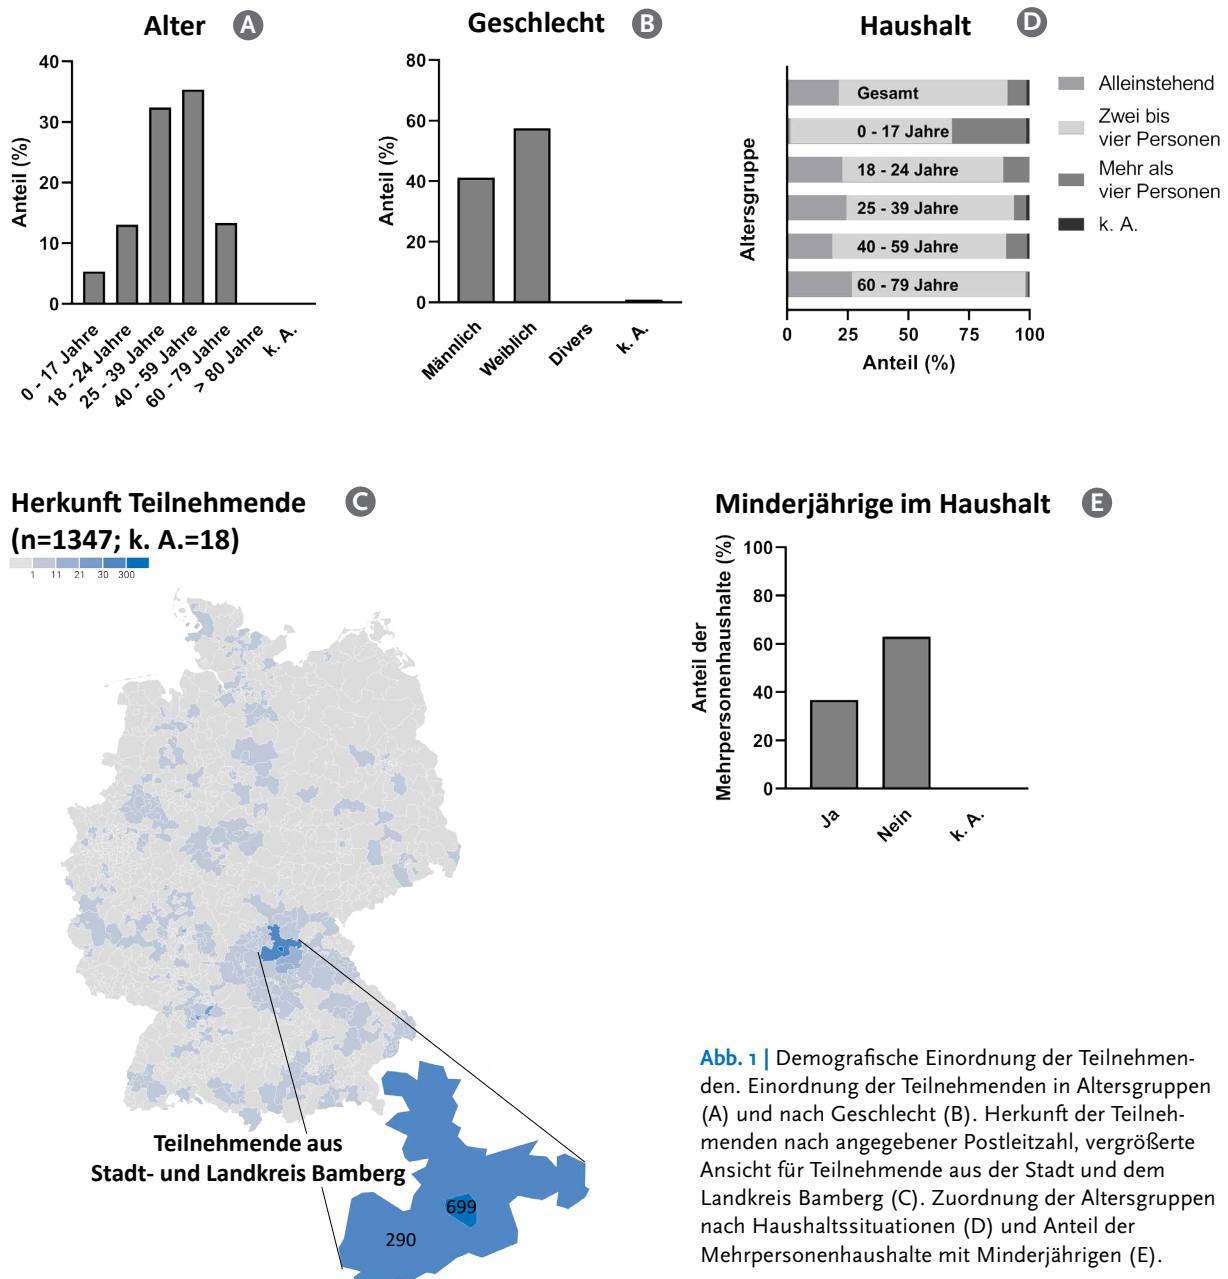 Alter A
Anteil (%)
40
30
20
10
0
0 - 17 Jahre
18 - 24 Jahre
25 - 39 Jahre
40 - 59 Jahre
60 - 79 Jahre
> 80 Jahre
k. A.
Geschlecht B
Anteil (%)
80
60
40
20
0
Männlich
Weiblich
Divers
k. A.
Haushalt D
Altersgruppe
Gesamt
0 - 17 Jahre
18 - 24 Jahre
25 - 39 Jahre
40 - 59 Jahre
60 - 79 Jahre
0 25 50 75 100
Anteil (%)
Alleinstehend
Zwei bis
vier Personen
Mehr als
vier Personen
k. A.
Herkunft Teilnehmende C
(n=1347; k. A.=18)
1 11 21 30 300
Teilnehmende aus
Stadt- und Landkreis Bamberg
699
290
Minderjährige im Haushalt E
Anteil der
Mehrpersonenhaushalte (%)
100
80
60
40
20
0
Ja
Nein
k. A.
Abb. 1 | Demografische Einordnung der Teilnehmen-
den. Einordnung der Teilnehmenden in Altersgruppen
(A) und nach Geschlecht (B). Herkunft der Teilneh-
menden nach angegebener Postleitzahl, vergrößerte
Ansicht für Teilnehmende aus der Stadt und dem
Landkreis Bamberg (C). Zuordnung der Altersgruppen
nach Haushaltssituationen (D) und Anteil der
Mehrpersonenhaushalte mit Minderjährigen (E).